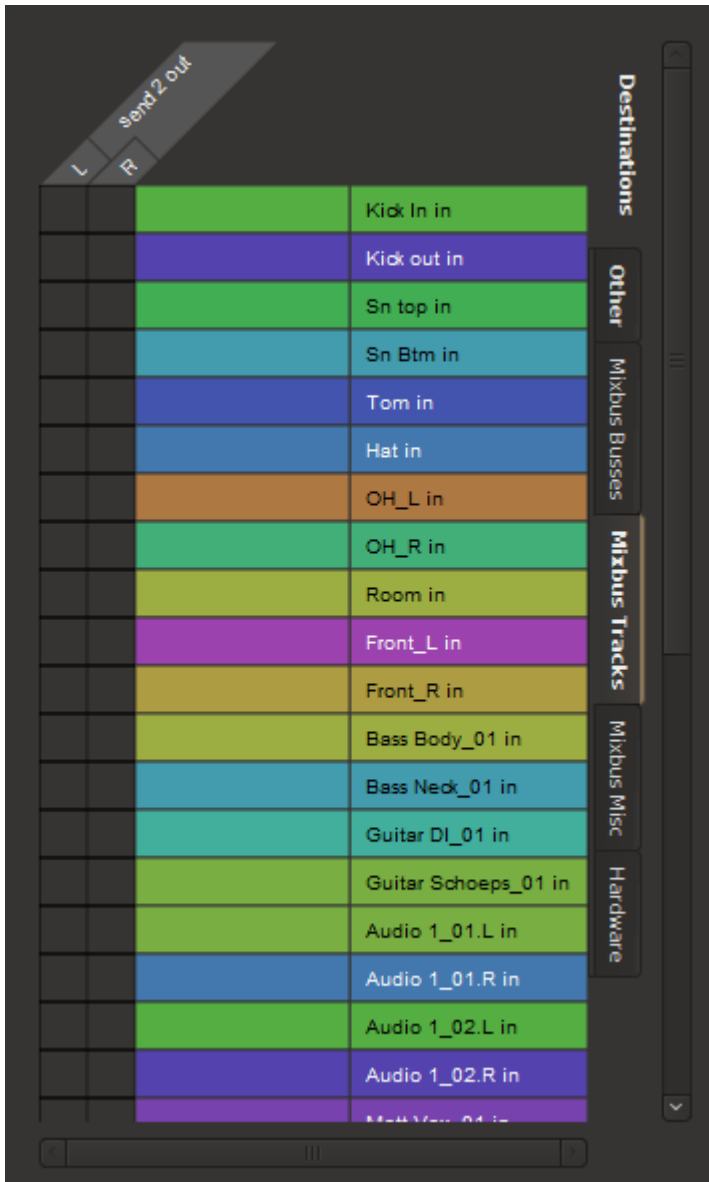 Send 2 out
L
R
Destinations
Kick In in
Kick out in
Sn top in
Sn Btm in
Tom in
Hat in
OH_L in
OH_R in
Room in
Front_L in
Front_R in
Bass Body_01 in
Bass Neck_01 in
Guitar DI_01 in
Guitar Schoeps_01 in
Audio 1_01.L in
Audio 1_01.R in
Audio 1_02.L in
Audio 1_02.R in
Other
Mixbus Busses
Mixbus Tracks
Mixbus Misc
Hardware